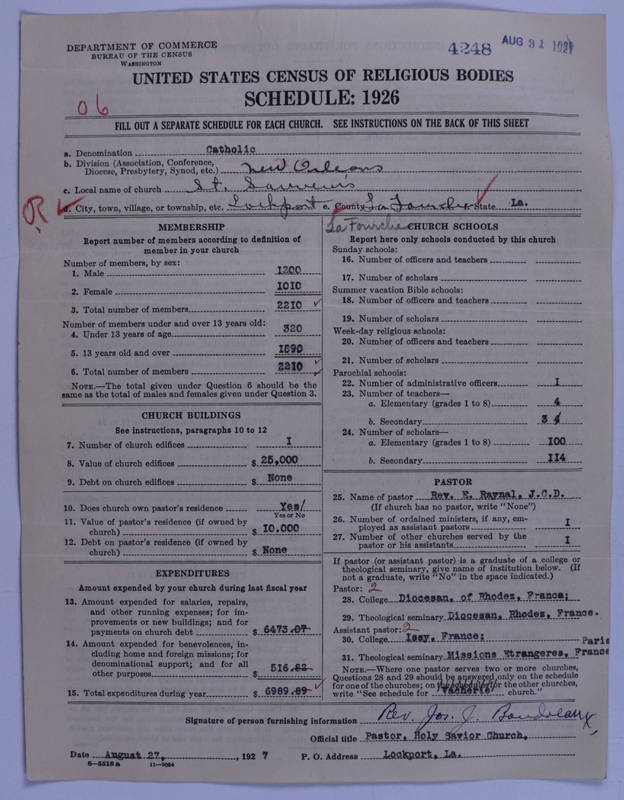 DEPARTMENT OF COMMERCE
BUREAU OF THE CENSUS
WASHINGTON
4248
AUG 31 1927
UNITED STATES CENSUS OF RELIGIOUS BODIES
SCHEDULE: 1926
06
FILL OUT A SEPARATE SCHEDULE FOR EACH CHURCH. SEE INSTRUCTIONS ON THE BACK OF THIS SHEET
a. Denomination Catholic
b. Division (Association, Conference, Diocese, Presbytery, Synod, etc.) New Orleans
c. Local name of church St.
R
d. City, town, village, or township, etc. Lockport e. County La Fourche State La.
La Fourche
MEMBERSHIP
Report number of members according to definition of
member in your church
Number of members, by sex:
1. Male 1200
2. Female 1010
3. Total number of members 2210
Number of members under and over 13 years old:
4. Under 13 years of age 320
5. 13 years old and over 1890
6. Total number of members 2210
NOTE.—The total given under Question 6 should be the
same as the total of males and females given under Question 3.
CHURCH BUILDINGS
See instructions, paragraphs 10 to 12
7. Number of church edifices 1
8. Value of church edifices $ 25,000
9. Debt on church edifices $ None
10. Does church own pastor's residence Yes/
Yes or No
11. Value of pastor's residence (if owned by
church) $ 10.000
12. Debt on pastor's residence (if owned by
church) $ None
EXPENDITURES
Amount expended by your church during last fiscal year
13. Amount expended for salaries, repairs,
and other running expenses; for im-
provements or new buildings; and for
payments on church debt $ 6473.07
14. Amount expended for benevolences, in-
cluding home and foreign missions; for
denominational support; and for all
other purposes $ 516.82
15. Total expenditures during year $ 6989.89
CHURCH SCHOOLS
Report here only schools conducted by this church
Sunday schools:
16. Number of officers and teachers
17. Number of scholars
Summer vacation Bible schools:
18. Number of officers and teachers
19. Number of scholars
Week-day religious schools:
20. Number of officers and teachers
21. Number of scholars
Parochial schools:
22. Number of administrative officers 1
23. Number of teachers—
a. Elementary (grades 1 to 8) 4
b. Secondary 3
24. Number of scholars—
a. Elementary (grades 1 to 8) 100
b. Secondary 114
PASTOR
25. Name of pastor Rev. E. Raynal, J.C.D.
(If church has no pastor, write "None")
26. Number of ordained ministers, if any, em-
ployed as assistant pastors 1
27. Number of other churches served by the
pastor or his assistants 1
If pastor (or assistant pastor) is a graduate of a college or
theological seminary, give name of institution below. (If
not a graduate, write "No" in the space indicated.)
Pastor: 2
28. College Diocesan, of Rhodez, Franca;
29. Theological seminary Diocesan, Rhodez, France.
Assistant pastor: 2
30. College Issy, France;
Paris
31. Theological seminary Missions Etrangeres, France
NOTE.—Where one pastor serves two or more churches,
Questions 28 and 29 should be answered only on the schedule
for one of the churches; on the schedules for the other churches,
write "See schedule for Vacherie church."
Signature of person furnishing information Rev. Jos. J. Boudreaux,
Official title Pastor, Holy Savior Church,
Date August 27, 1927 P. O. Address Lockport, La.
8—5318a 11—9034